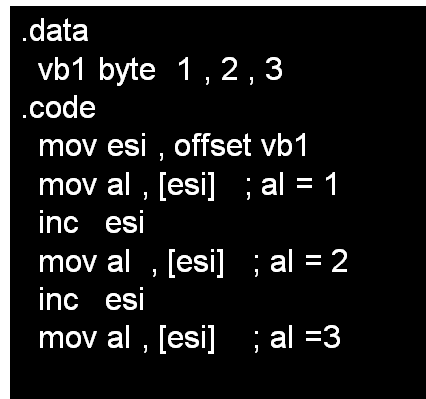 .data
vb1 byte 1 , 2 , 3
.code
mov esi , offset vb1
mov al , [esi] ; al = 1
inc esi
mov al , [esi] ; al = 2
inc esi
mov al , [esi] ; al =3